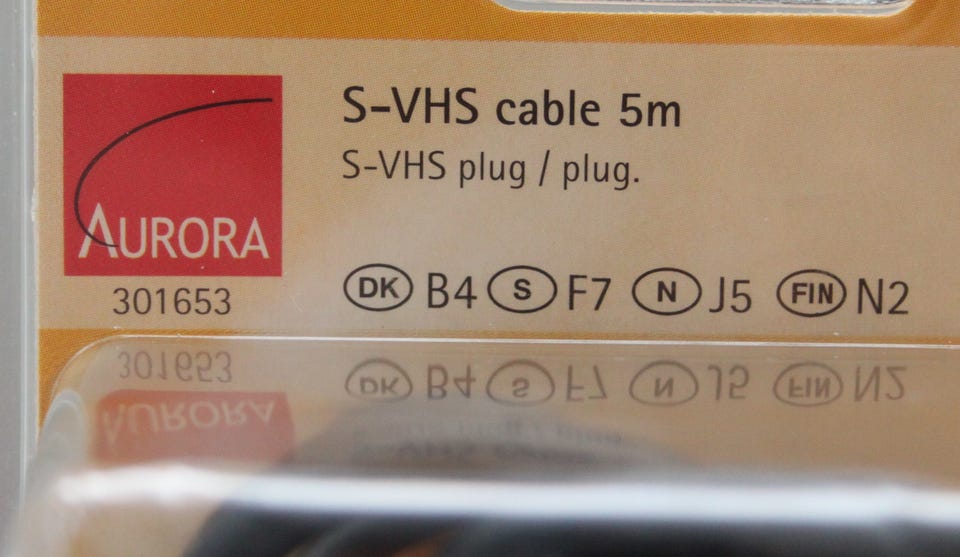 S-VHS cable 5m
S-VHS plug / plug.
AURORA
301653
DK B4 S F7 N J5 FIN N2